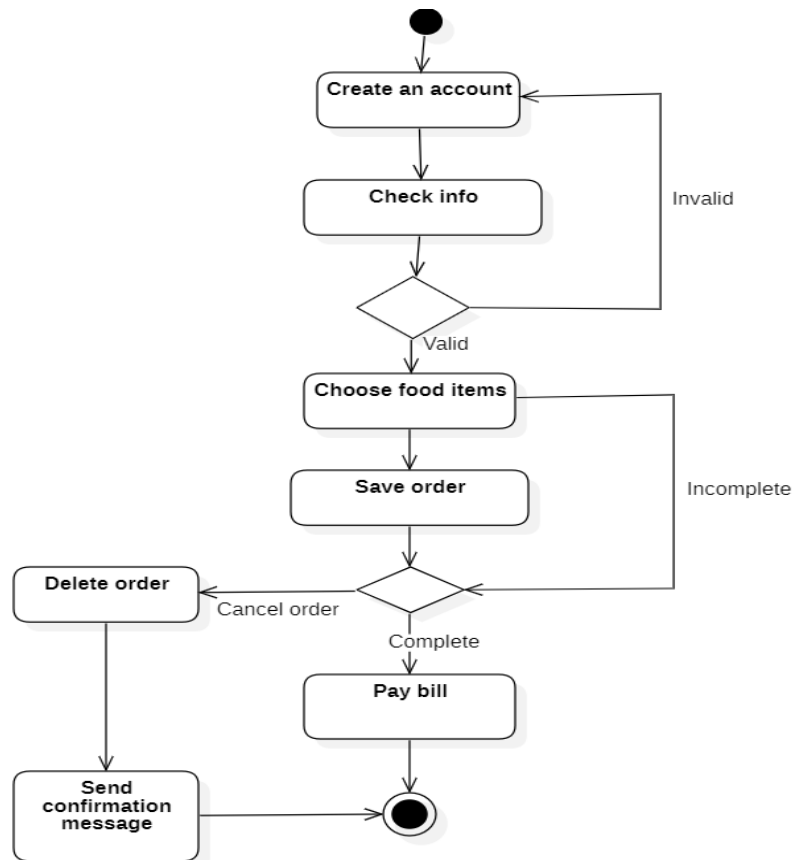 Create an account
Check info
Invalid
Valid
Choose food items
Save order
Incomplete
Delete order
Cancel order
Complete
Pay bill
Send
confirmation
message